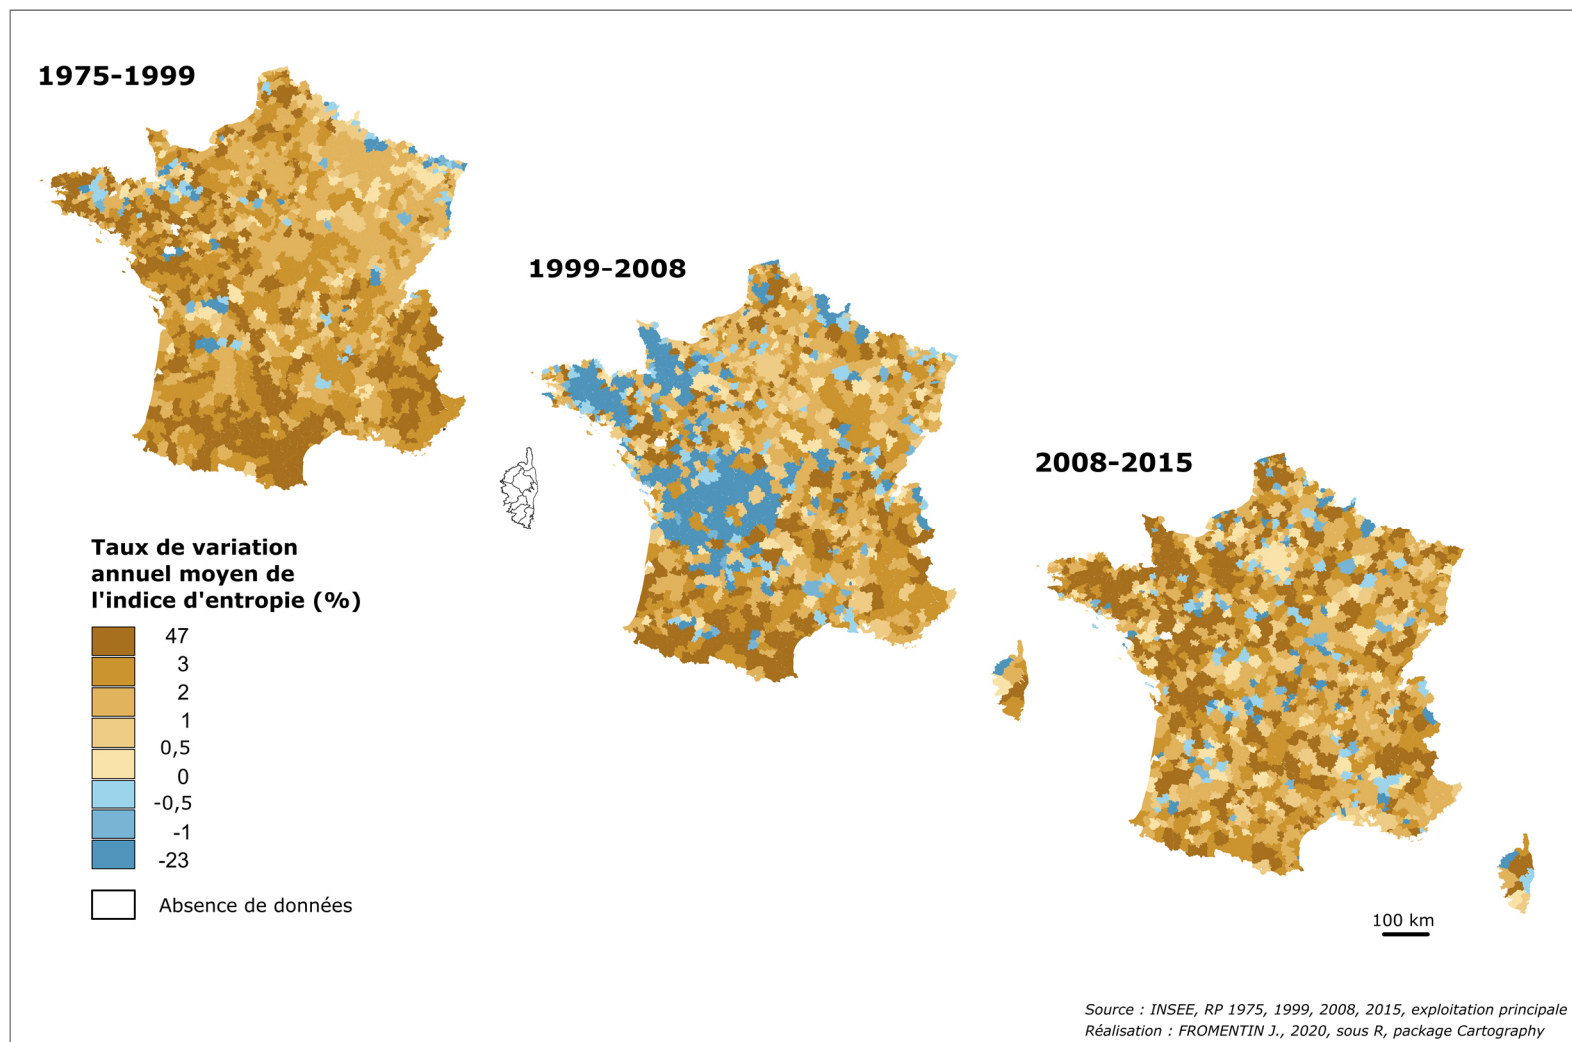 1975-1999
1999-2008
2008-2015
Taux de variation
annuel moyen de
l'indice d'entropie (%)
47
3
2
1
0,5
0
-0,5
-1
-23
Absence de données
100 km
Source : INSEE, RP 1975, 1999, 2008, 2015, exploitation principale
Réalisation : FROMENTIN J., 2020, sous R, package Cartography